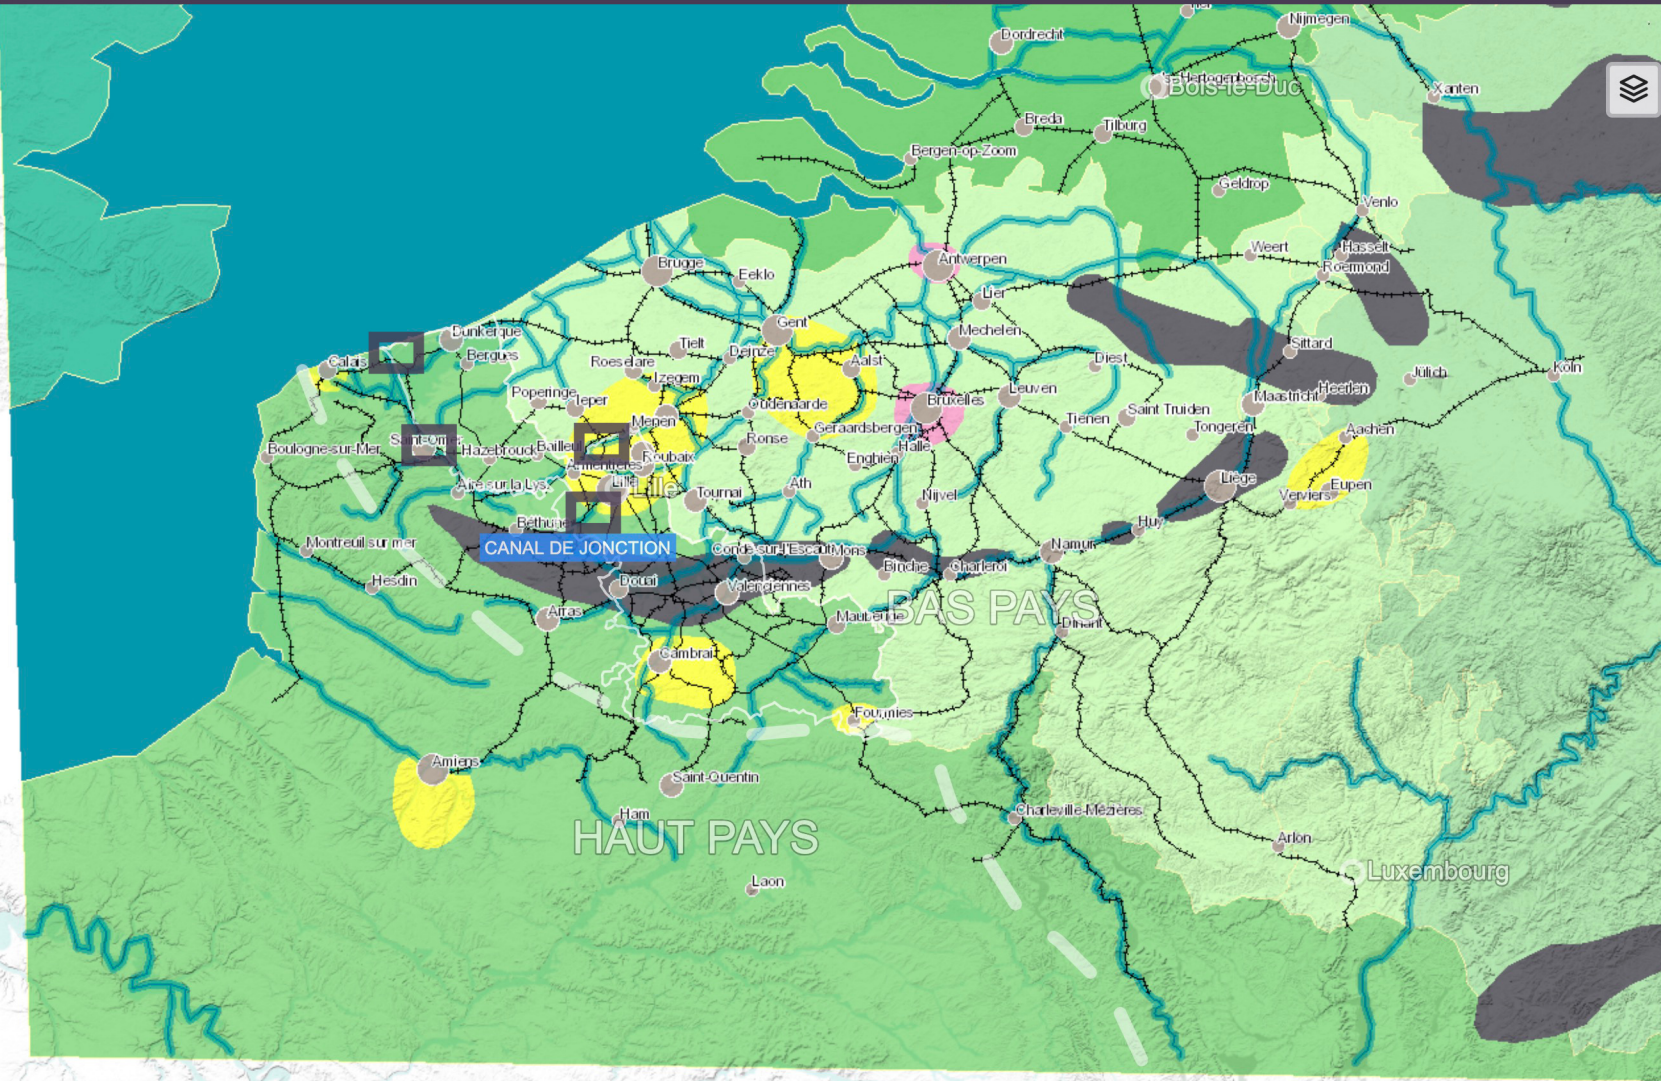 Nijmegen
Dordrecht
's-Hertogenbosch
Bois-le-Duc
Xanten
Breda
Tilburg
Bergen-op-Zoom
Geldrop
Venlo
Hasselt
Weert
Roermond
Antwerpen
Brugge
Eeklo
Lier
Gent
Mechelen
Dunkerque
Tielt
Deinze
Sittard
Calais
Bergues
Roeselare
Aalst
Diest
Köln
Izegem
Jülich
Poperinge
Ieper
Leuven
Heerlen
Bruxelles
Maastricht
Oudenaarde
Saint Truiden
Tienen
Menen
Geraardsbergen
Tongeren
Aachen
Saint-Omer
Ronse
Halle
Boulogne-sur-Mer
Hazebrouck
Bailleul
Roubaix
Enghien
Armentières
Lille
Lille
Aire-sur-la-Lys
Ath
Liège
Eupen
Tournai
Nijvel
Verviers
Béthune
Huy
Montreuil sur mer
CANAL DE JONCTION
Condé-sur-l'Escaut
Mons
Namur
Binche
Charleroi
Hesdin
Douai
Valenciennes
Arras
Maubeuge
BAS PAYS
Dinant
Cambrai
Fourmies
Amiens
Saint-Quentin
Ham
HAUT PAYS
Charleville-Mézières
Arlon
Luxembourg
Laon